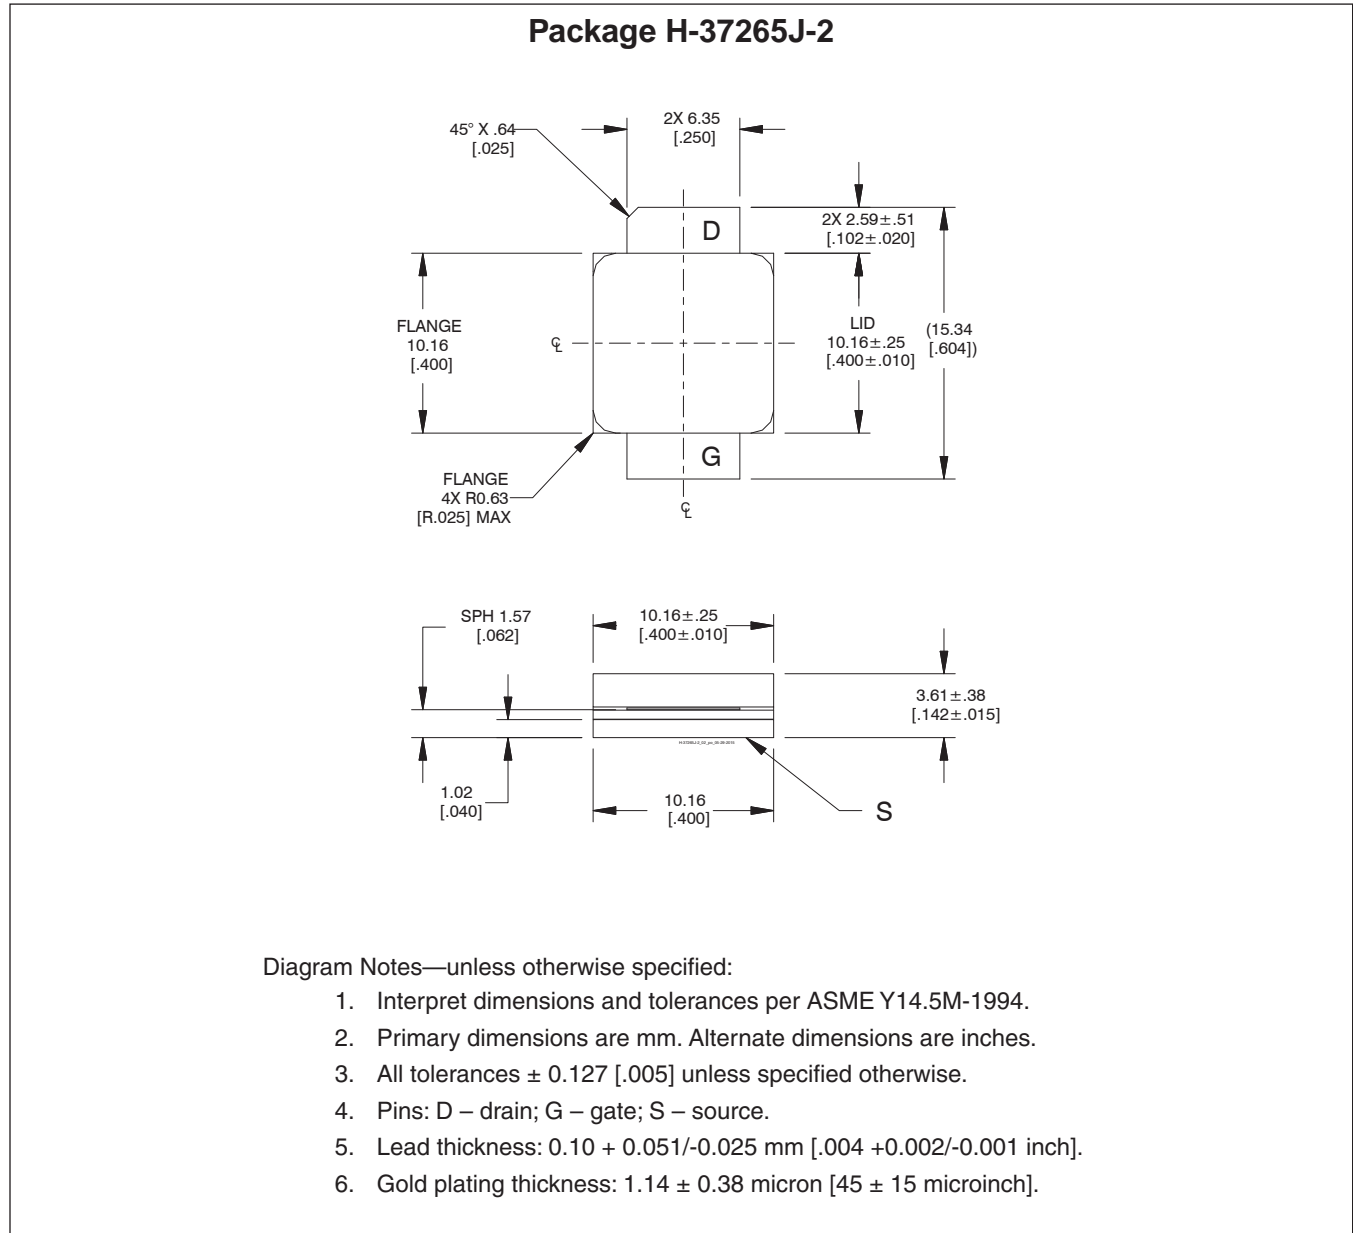 Package H-37265J-2
45° X .64
[.025]
2X 6.35
[.250]
D
2X 2.59±.51
[.102±.020]
FLANGE
10.16
[.400]
℄
LID
10.16±.25
[.400±.010]
(15.34
[.604])
G
FLANGE
4X R0.63
[R.025] MAX
℄
SPH 1.57
[.062]
10.16±.25
[.400±.010]
3.61±.38
[.142±.015]
1.02
[.040]
10.16
[.400]
S
Diagram Notes—unless otherwise specified:
1. Interpret dimensions and tolerances per ASME Y14.5M-1994.
2. Primary dimensions are mm. Alternate dimensions are inches.
3. All tolerances ± 0.127 [.005] unless specified otherwise.
4. Pins: D – drain; G – gate; S – source.
5. Lead thickness: 0.10 + 0.051/-0.025 mm [.004 +0.002/-0.001 inch].
6. Gold plating thickness: 1.14 ± 0.38 micron [45 ± 15 microinch].